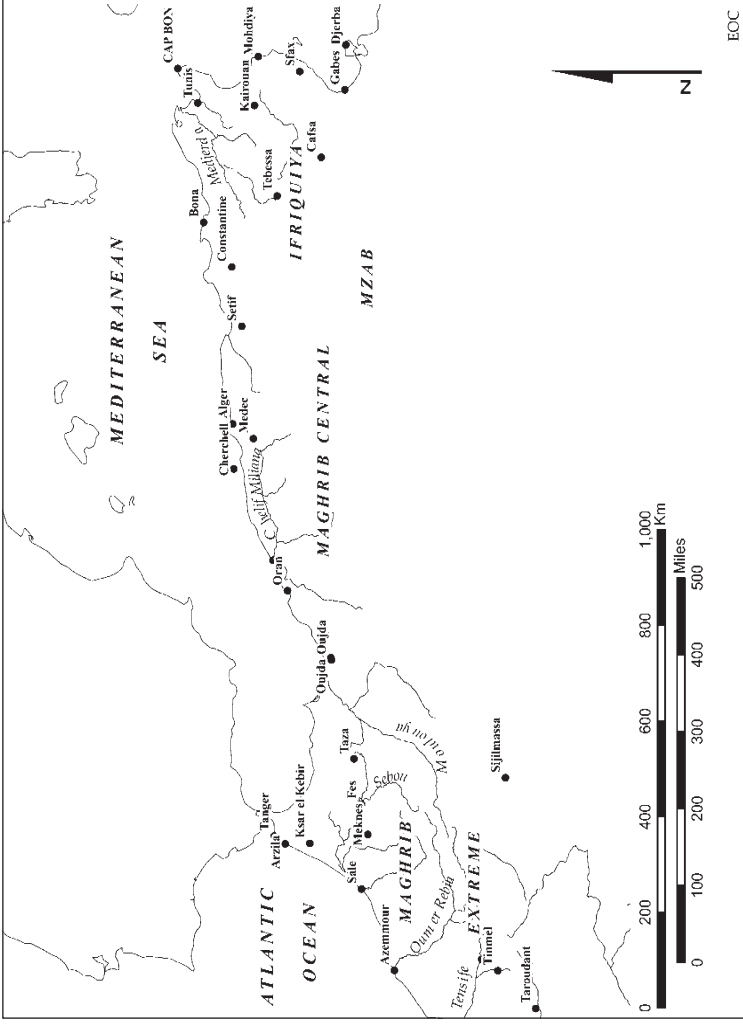 MEDITERRANEAN
SEA
ATLANTIC
OCEAN
CAP BON
Tunis
Bona
Medjerda
Kairouan
Mohdiya
Sfax
Gabes
Djerba
Cafsa
Tebessa
Constantine
IFRIQUIYA
Setif
MZAB
Cherchell
Alger
Medec
Chelif
Miliana
MAGHRIB CENTRAL
Oran
Oujda
Oujda
Tanger
Arzila
Ksar el-Kebir
Taza
Moulouya
Sebou
Fes
Meknes
Sale
MAGHRIB
EXTREME
Azemmour
Oum er Rebia
Sijilmassa
Tensife
Tinmel
Taroudant
0
200
400
600
800
1,000
Km
0
100
200
300
400
500
Miles
N
EOC